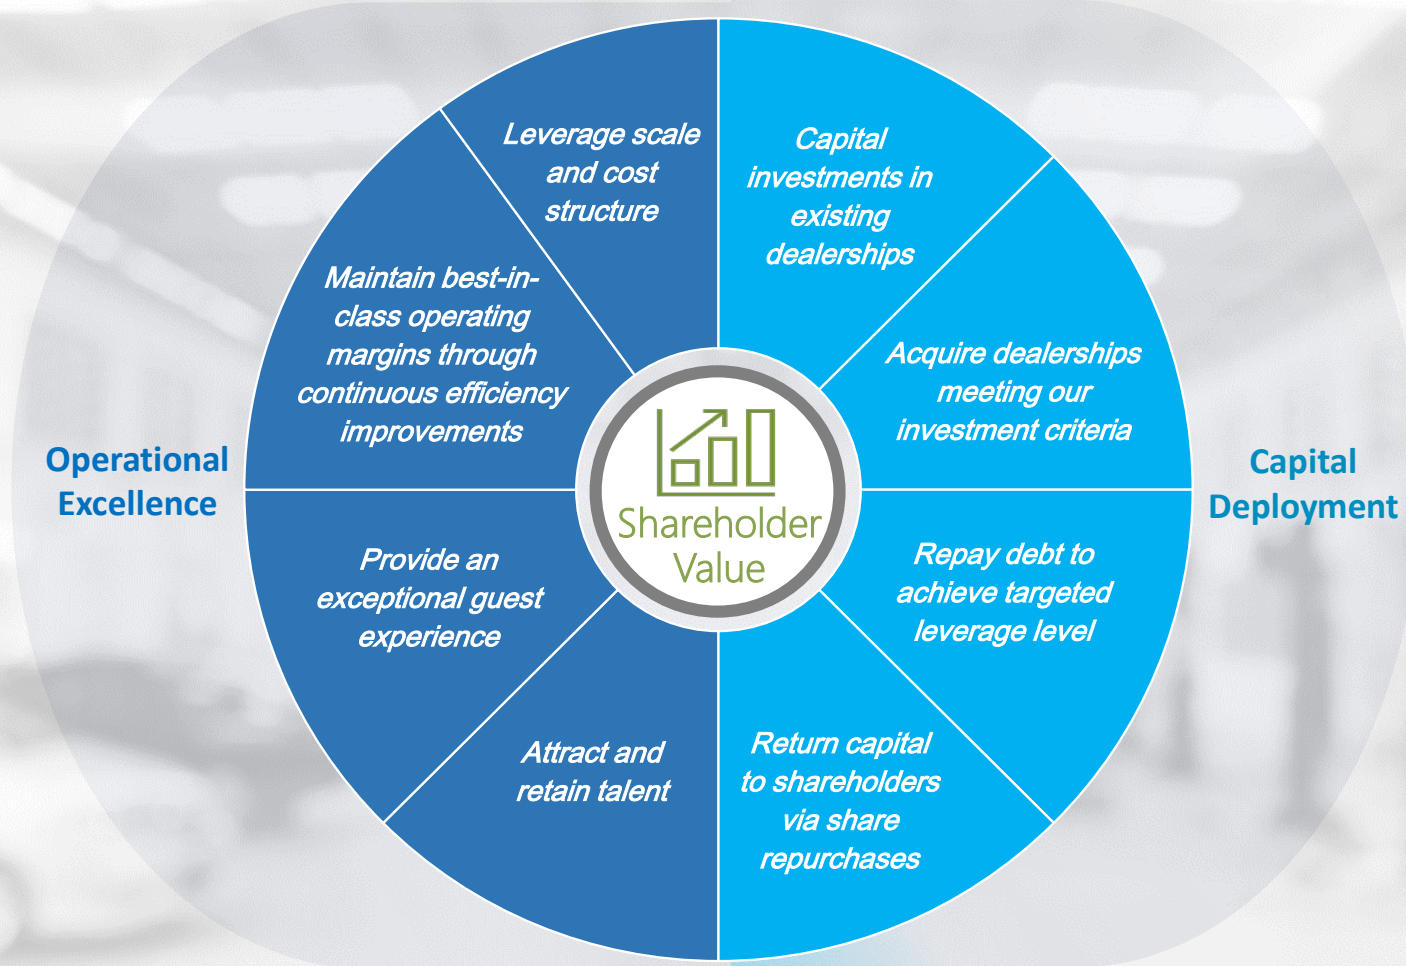 Leverage scale
and cost
structure
Capital
investments in
existing
dealerships
Maintain best-in-
class operating
margins through
continuous efficiency
improvements
Acquire dealerships
meeting our
investment criteria
Operational
Excellence
Shareholder
Value
Capital
Deployment
Provide an
exceptional guest
experience
Repay debt to
achieve targeted
leverage level
Attract and
retain talent
Return capital
to shareholders
via share
repurchases